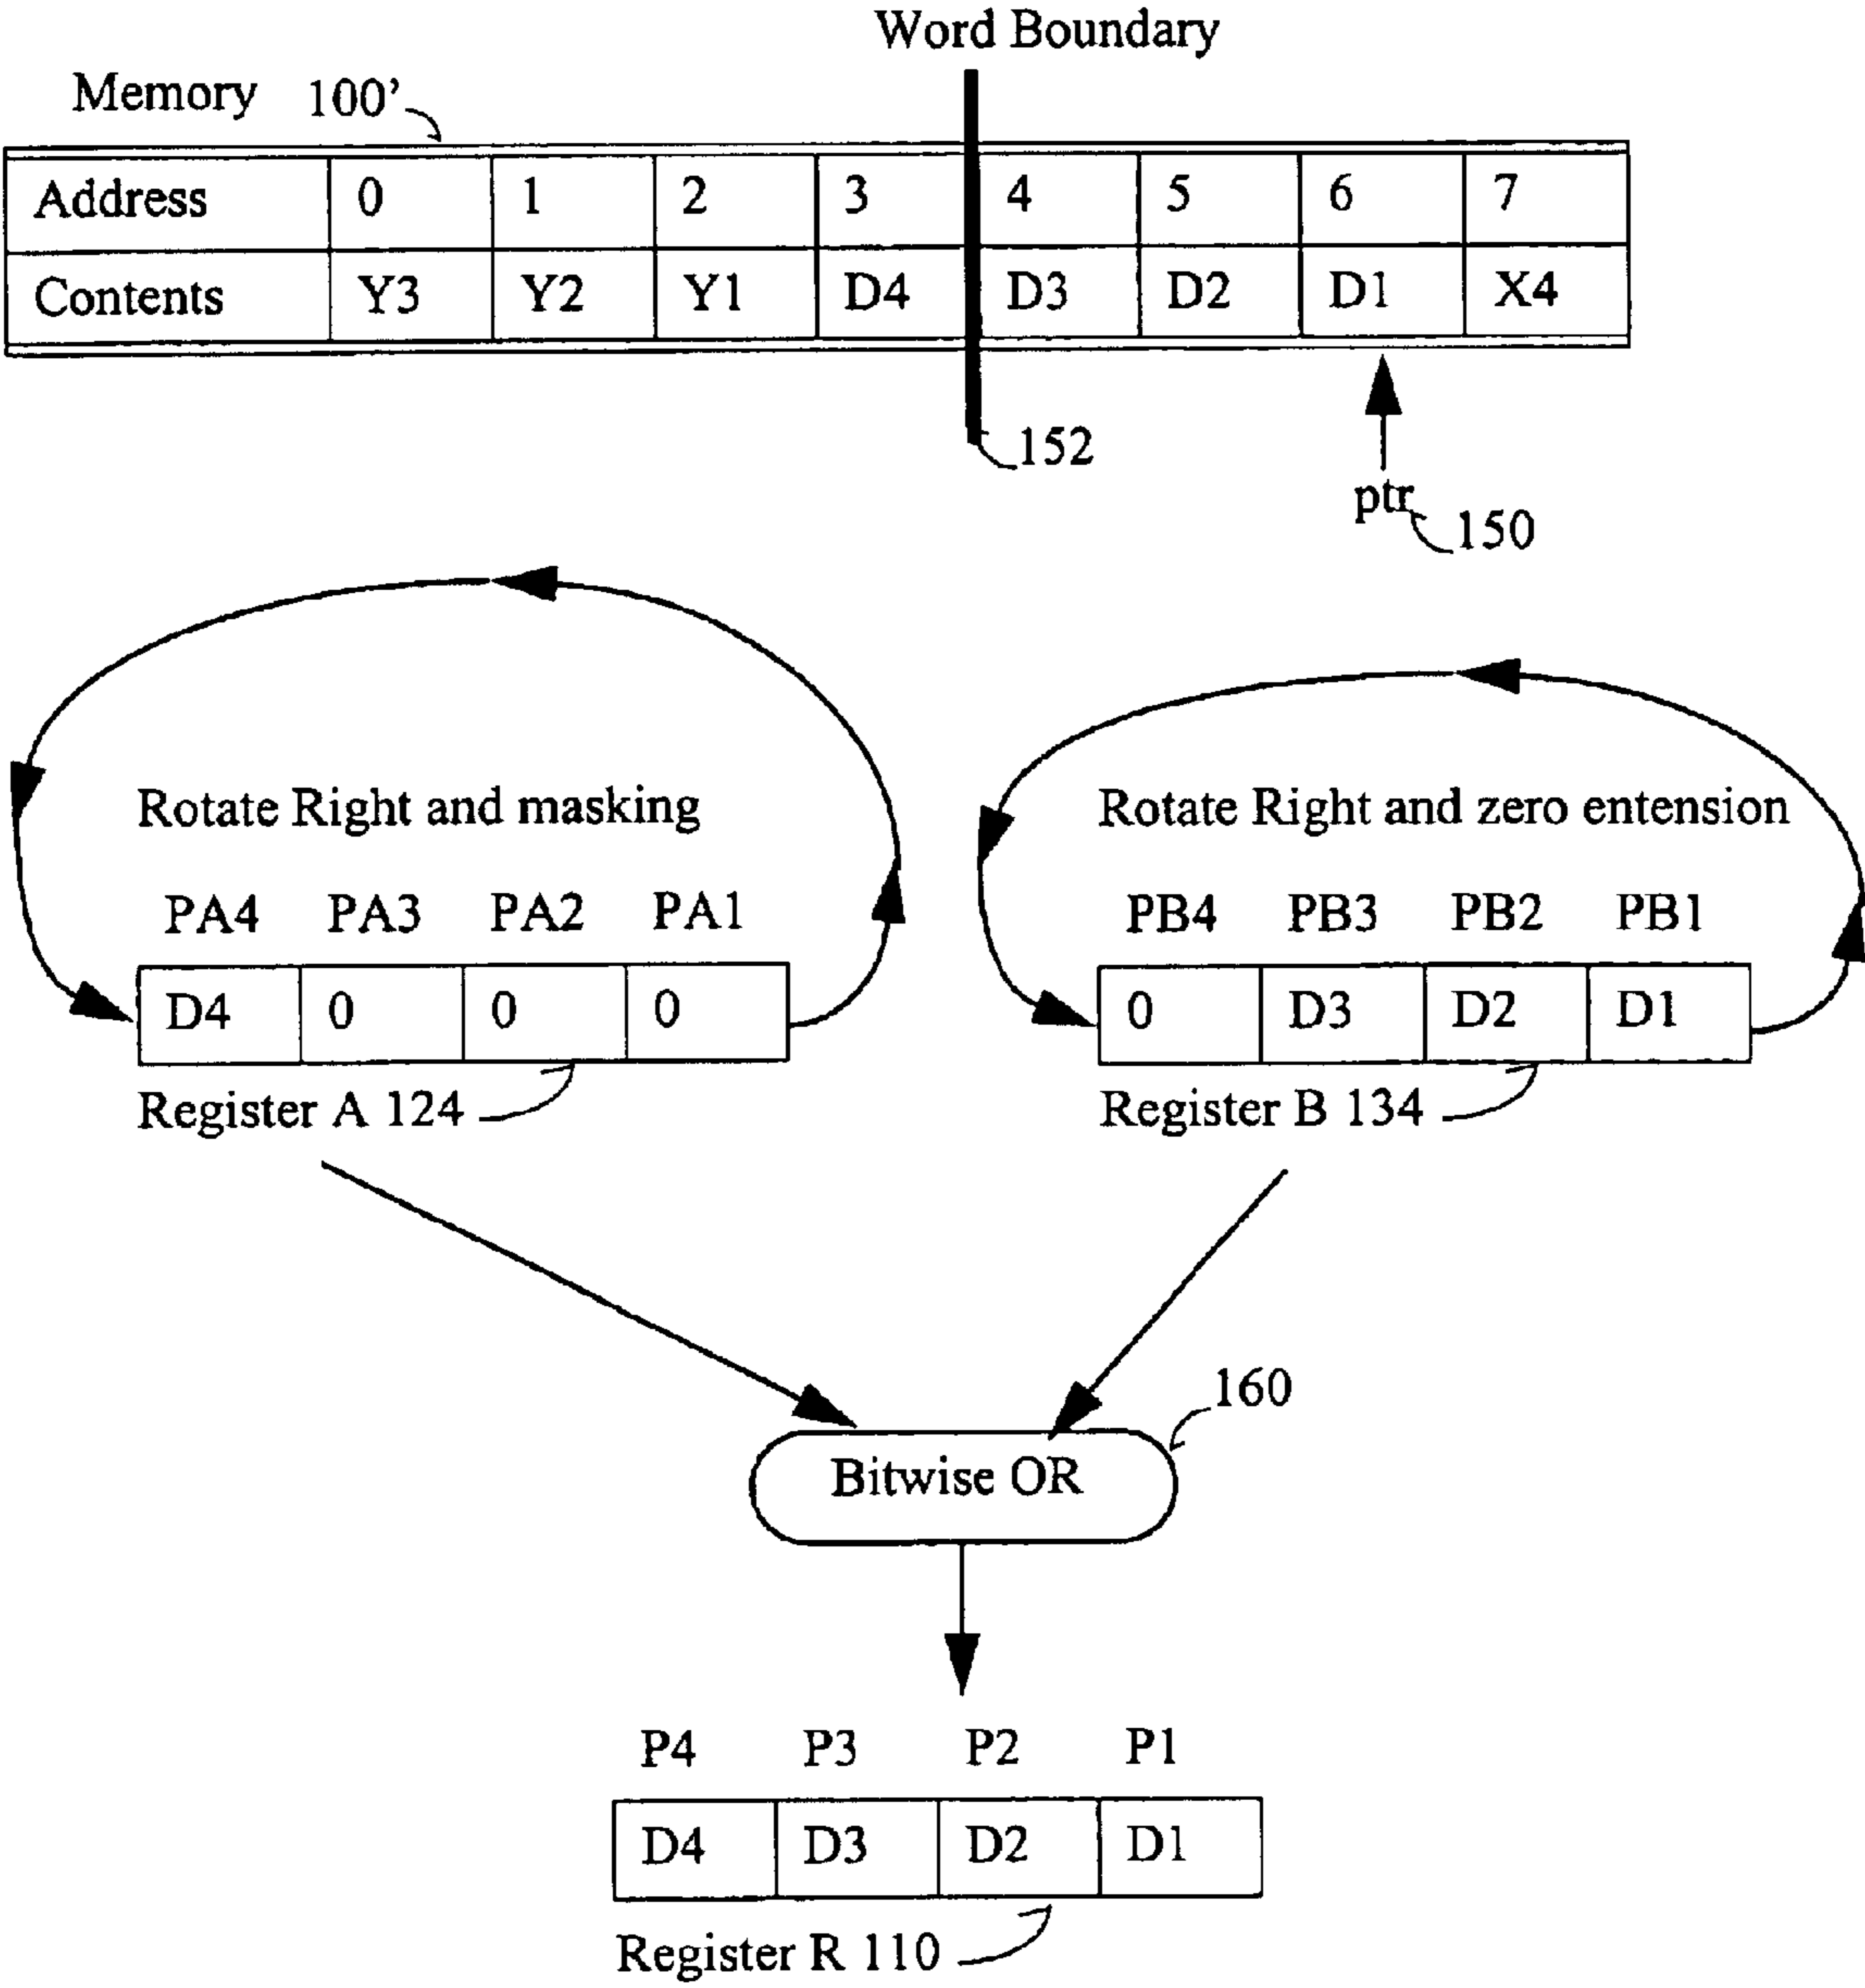 Word Boundary
Memory 100’
Address 0 1 2 3 4 5 6 7
Contents Y3 Y2 Y1 D4 D3 D2 D1 X4
152
ptr
150
Rotate Right and masking
Rotate Right and zero entension
PA4 PA3 PA2 PA1
PB4 PB3 PB2 PB1
D4 0 0 0
0 D3 D2 D1
Register A 124
Register B 134
160
Bitwise OR
P4 P3 P2 P1
D4 D3 D2 D1
Register R 110